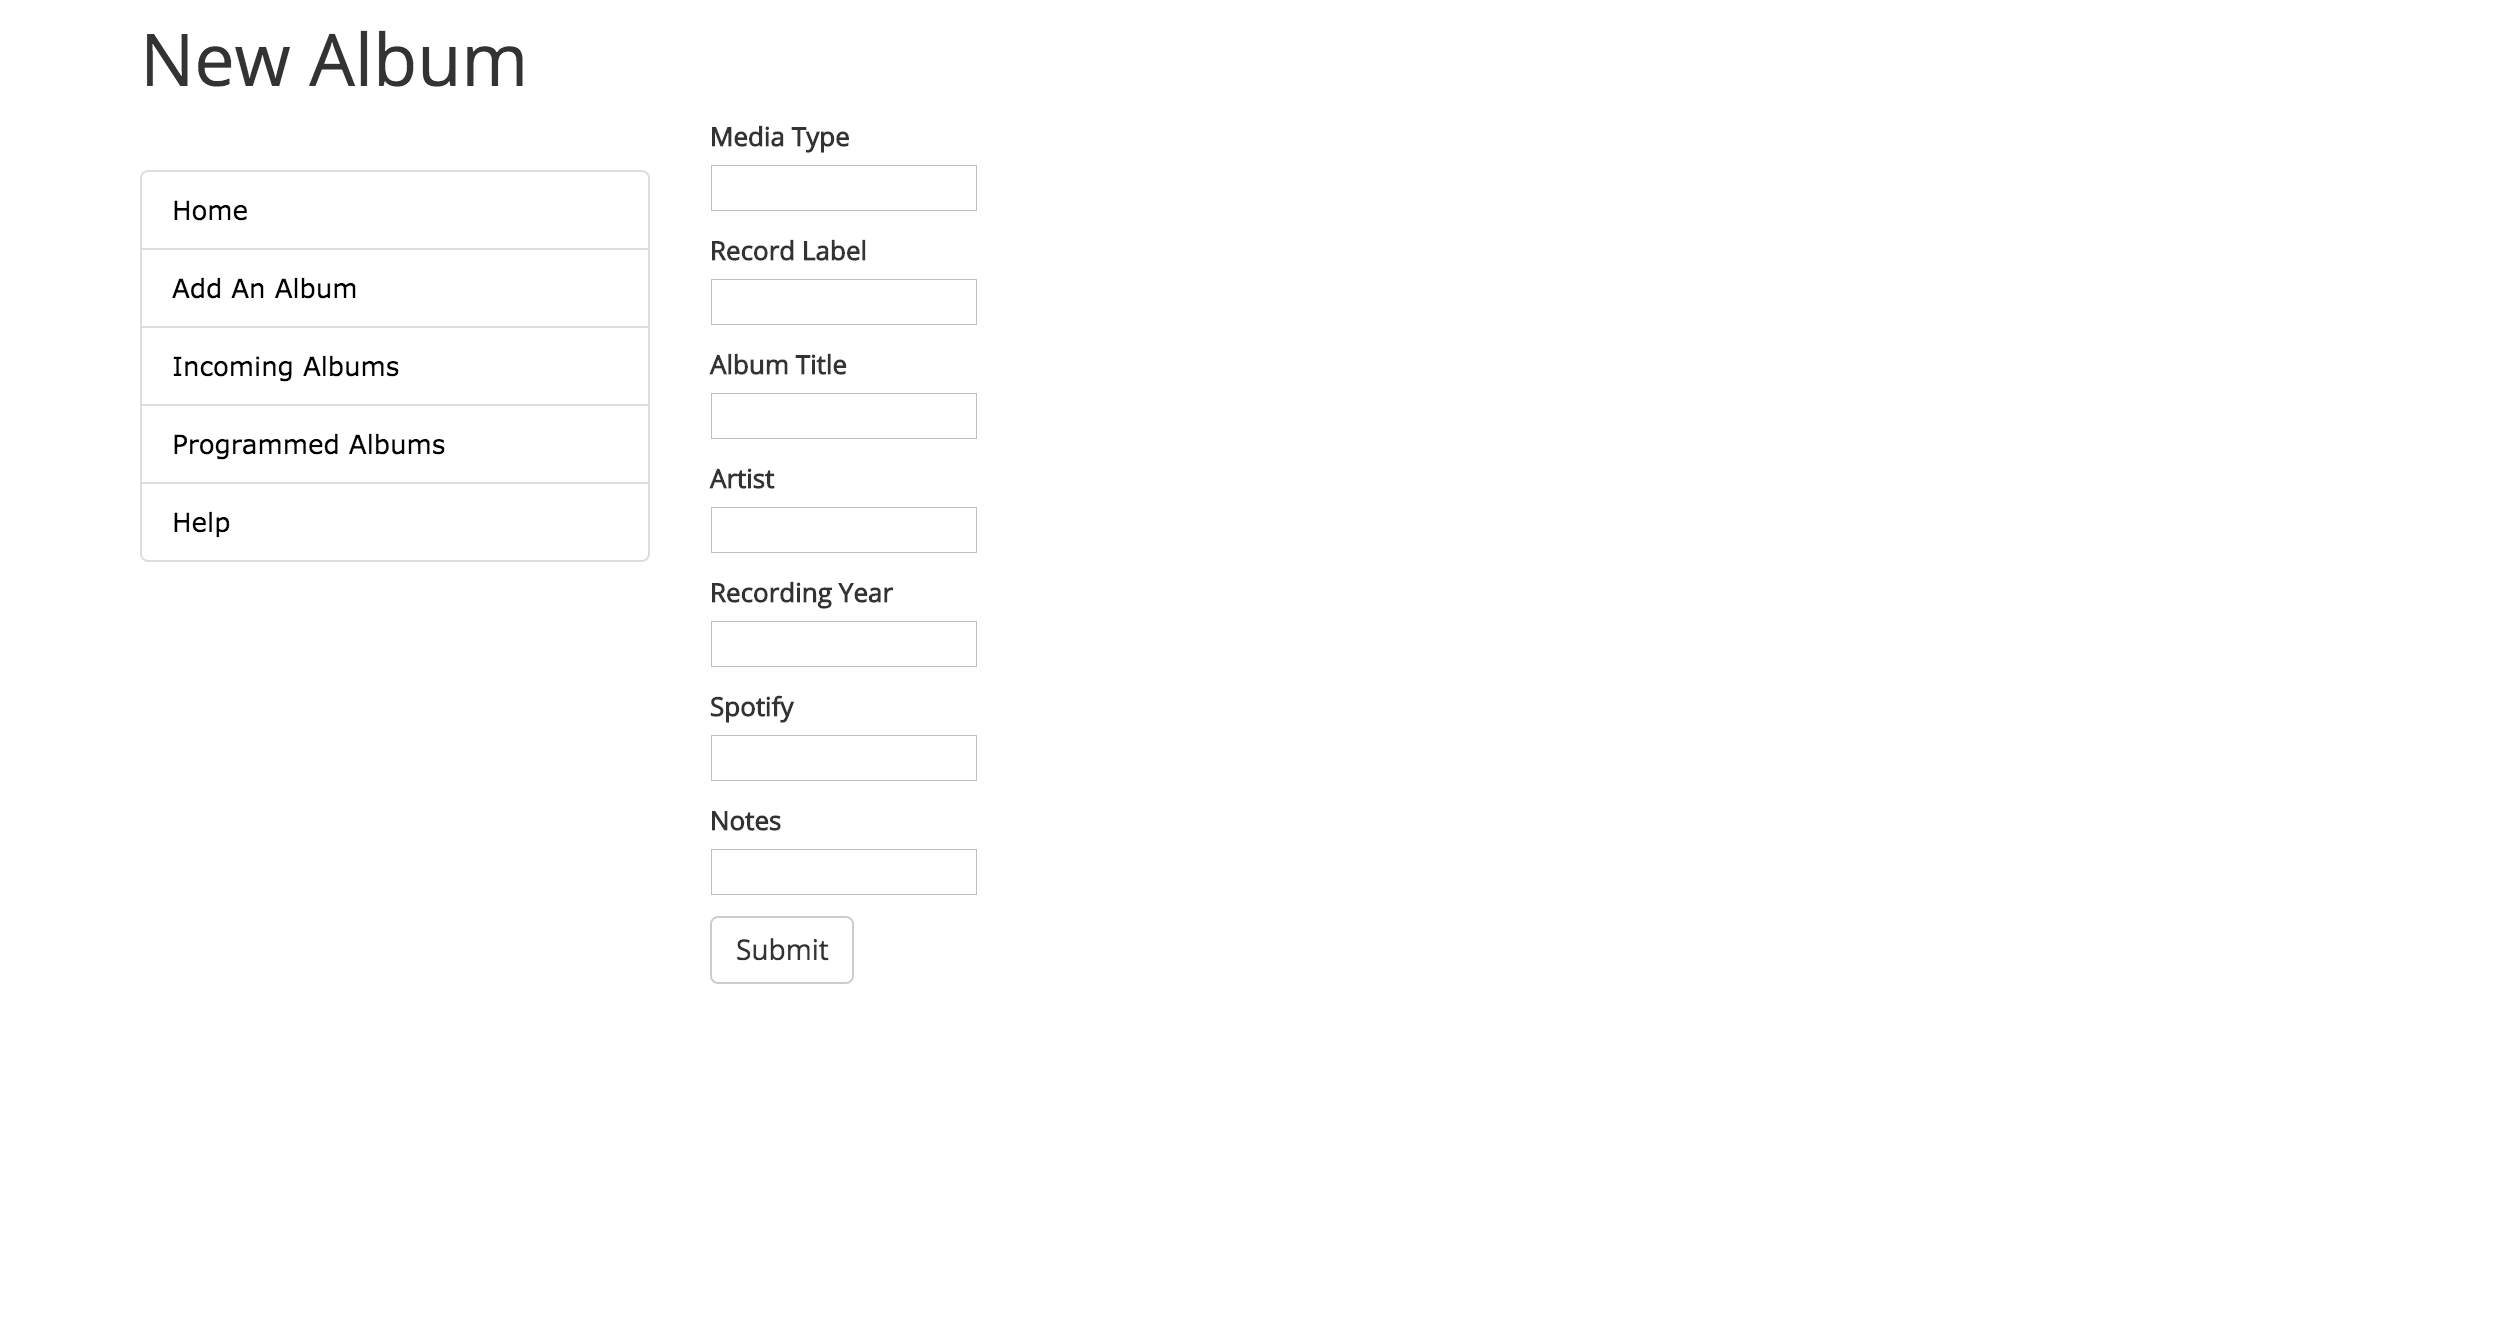 New Album
Home
Add An Album
Incoming Albums
Programmed Albums
Help
Media Type
Record Label
Album Title
Artist
Recording Year
Spotify
Notes
Submit